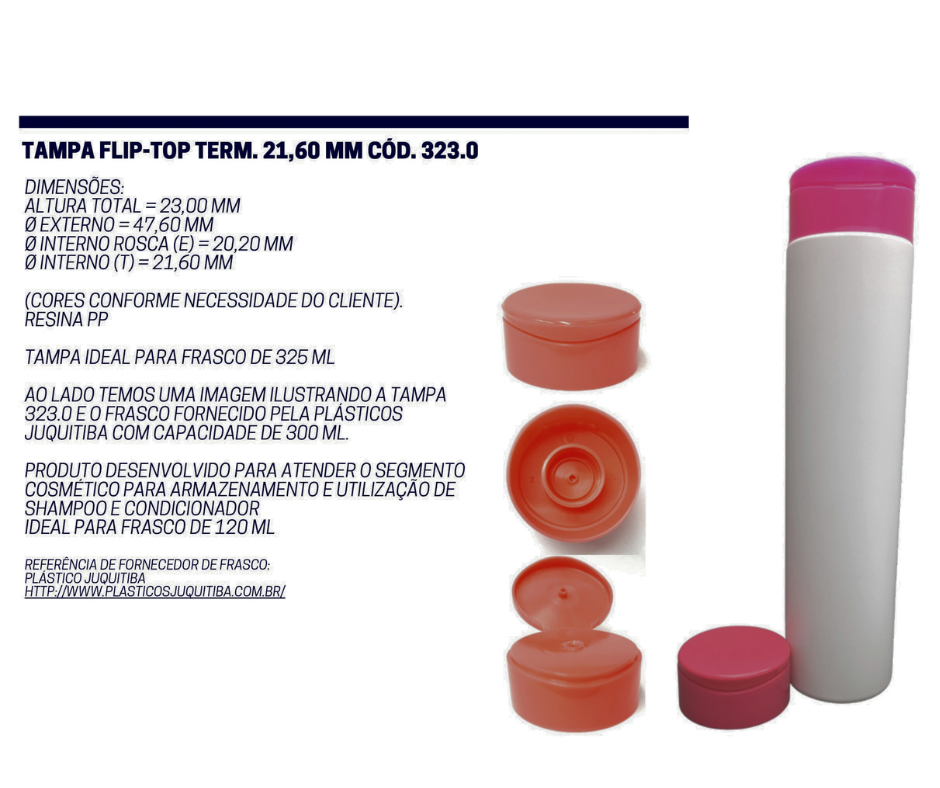 TAMPA FLIP-TOP TERM. 21,60 MM CÓD. 323.0
DIMENSÕES:
ALTURA TOTAL = 23,00 MM
Ø EXTERNO = 47,60 MM
Ø INTERNO ROSCA (E) = 20,20 MM
Ø INTERNO (T) = 21,60 MM
(CORES CONFORME NECESSIDADE DO CLIENTE).
RESINA PP
TAMPA IDEAL PARA FRASCO DE 325 ML
AO LADO TEMOS UMA IMAGEM ILUSTRANDO A TAMPA
323.0 E O FRASCO FORNECIDO PELA PLÁSTICOS
JUQUITIBA COM CAPACIDADE DE 300 ML.
PRODUTO DESENVOLVIDO PARA ATENDER O SEGMENTO
COSMÉTICO PARA ARMAZENAMENTO E UTILIZAÇÃO DE
SHAMPOO E CONDICIONADOR
IDEAL PARA FRASCO DE 120 ML
REFERÊNCIA DE FORNECEDOR DE FRASCO:
PLÁSTICO JUQUITIBA
HTTP://WWW.PLASTICOSJUQUITIBA.COM.BR/